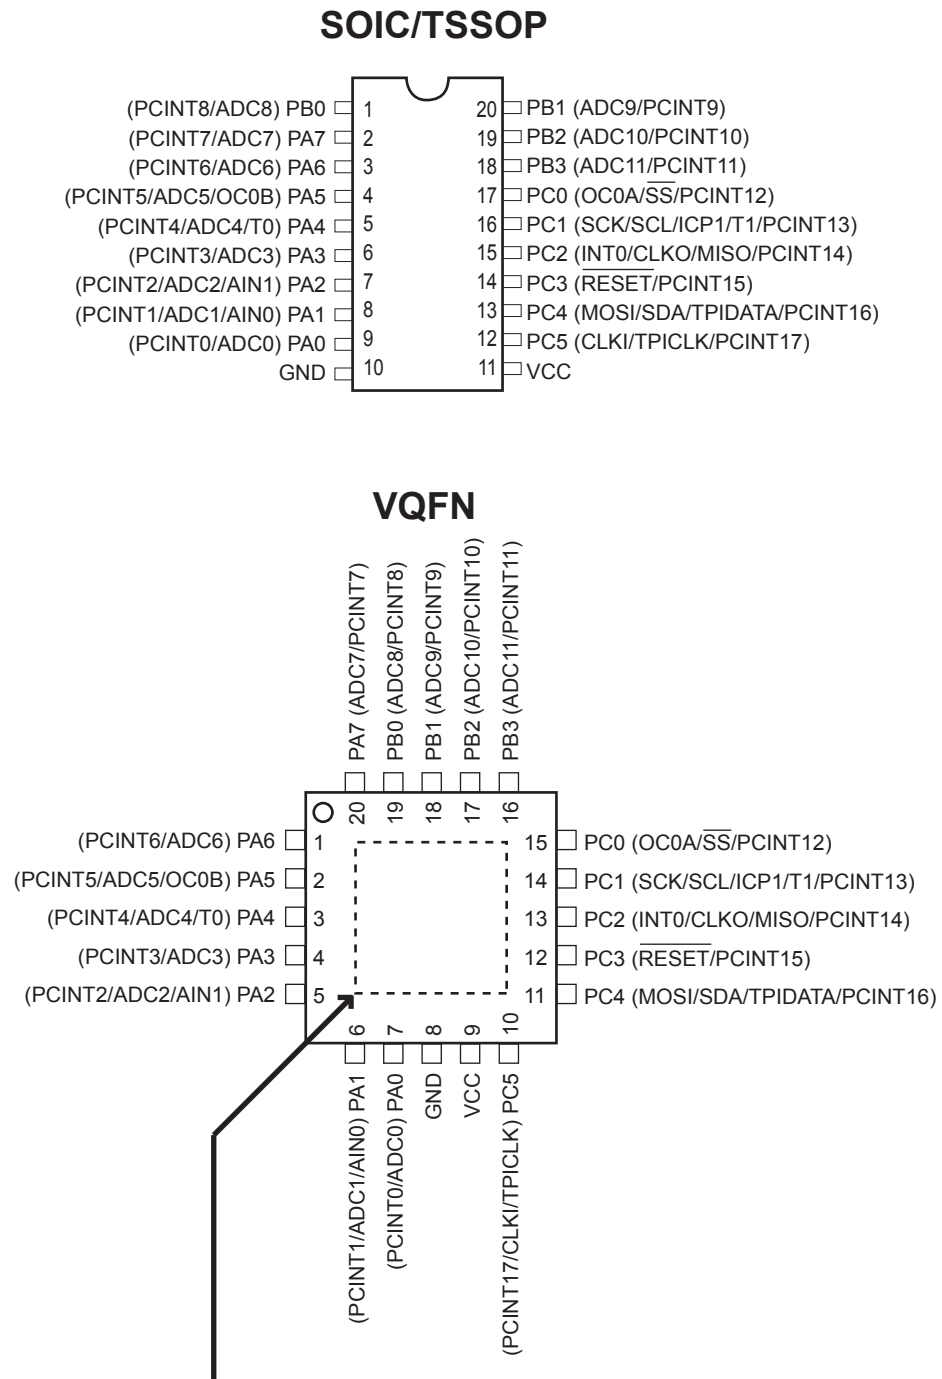 SOIC/TSSOP
(PCINT8/ADC8) PB0 1 20 PB1 (ADC9/PCINT9)
(PCINT7/ADC7) PA7 2 19 PB2 (ADC10/PCINT10)
(PCINT6/ADC6) PA6 3 18 PB3 (ADC11/PCINT11)
(PCINT5/ADC5/OC0B) PA5 4 17 PC0 (OC0A/S̅S̅/PCINT12)
(PCINT4/ADC4/T0) PA4 5 16 PC1 (SCK/SCL/ICP1/T1/PCINT13)
(PCINT3/ADC3) PA3 6 15 PC2 (INT0/CLKO/MISO/PCINT14)
(PCINT2/ADC2/AIN1) PA2 7 14 PC3 (R̅E̅S̅E̅T̅/PCINT15)
(PCINT1/ADC1/AIN0) PA1 8 13 PC4 (MOSI/SDA/TPIDATA/PCINT16)
(PCINT0/ADC0) PA0 9 12 PC5 (CLKI/TPICLK/PCINT17)
GND 10 11 VCC
VQFN
PA7 (ADC7/PCINT7)
PB0 (ADC8/PCINT8)
PB1 (ADC9/PCINT9)
PB2 (ADC10/PCINT10)
PB3 (ADC11/PCINT11)
20 19 18 17 16
(PCINT6/ADC6) PA6 1 15 PC0 (OC0A/S̅S̅/PCINT12)
(PCINT5/ADC5/OC0B) PA5 2 14 PC1 (SCK/SCL/ICP1/T1/PCINT13)
(PCINT4/ADC4/T0) PA4 3 13 PC2 (INT0/CLKO/MISO/PCINT14)
(PCINT3/ADC3) PA3 4 12 PC3 (R̅E̅S̅E̅T̅/PCINT15)
(PCINT2/ADC2/AIN1) PA2 5 11 PC4 (MOSI/SDA/TPIDATA/PCINT16)
6 7 8 9 10
(PCINT1/ADC1/AIN0) PA1
(PCINT0/ADC0) PA0
GND
VCC
(PCINT17/CLKI/TPICLK) PC5